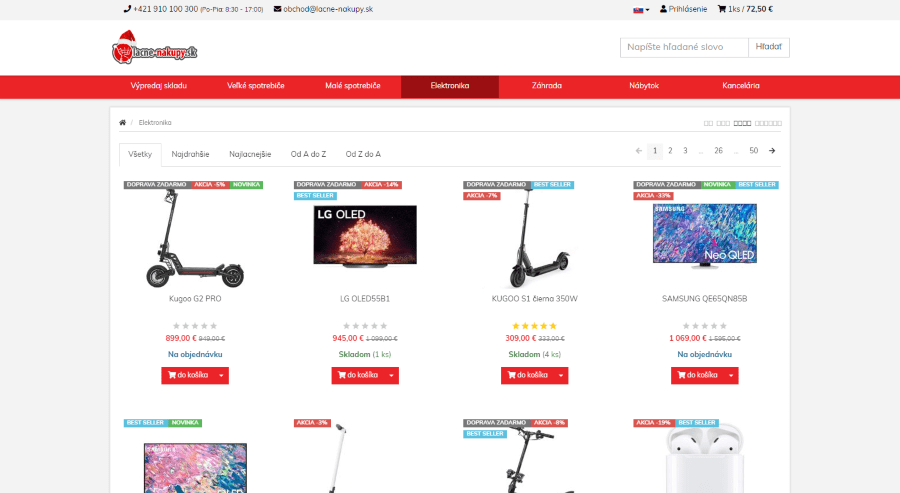 +421 910 100 300 (Po-Pia: 8:30 - 17:00) obchod@lacne-nakupy.sk Prihlásenie 1ks / 72,50 €
lacne-nakupy.sk Napíšte hľadané slovo Hľadať
Výpredaj skladu Veľké spotrebiče Malé spotrebiče Elektronika Záhrada Nábytok Kancelária
/ Elektronika
Všetky Najdrahšie Najlacnejšie Od A do Z Od Z do A 1 2 3 ... 26 ... 50
DOPRAVA ZADARMO AKCIA -5% NOVINKA
Kugoo G2 PRO
899,00 € 949,00 €
Na objednávku
do košíka
DOPRAVA ZADARMO AKCIA -14%
BEST SELLER
LG OLED
LG OLED55B1
945,00 € 1 099,00 €
Skladom (1 ks)
do košíka
DOPRAVA ZADARMO BEST SELLER
AKCIA -7%
KUGOO S1 čierna 350W
309,00 € 333,00 €
Skladom (4 ks)
do košíka
DOPRAVA ZADARMO NOVINKA BEST SELLER
AKCIA -33%
SAMSUNG
Neo QLED
SAMSUNG QE65QN85B
1 069,00 € 1 595,00 €
Na objednávku
do košíka
BEST SELLER NOVINKA
SAMSUNG
QLED
AKCIA -3%
DOPRAVA ZADARMO AKCIA -8%
BEST SELLER
AKCIA -19% BEST SELLER